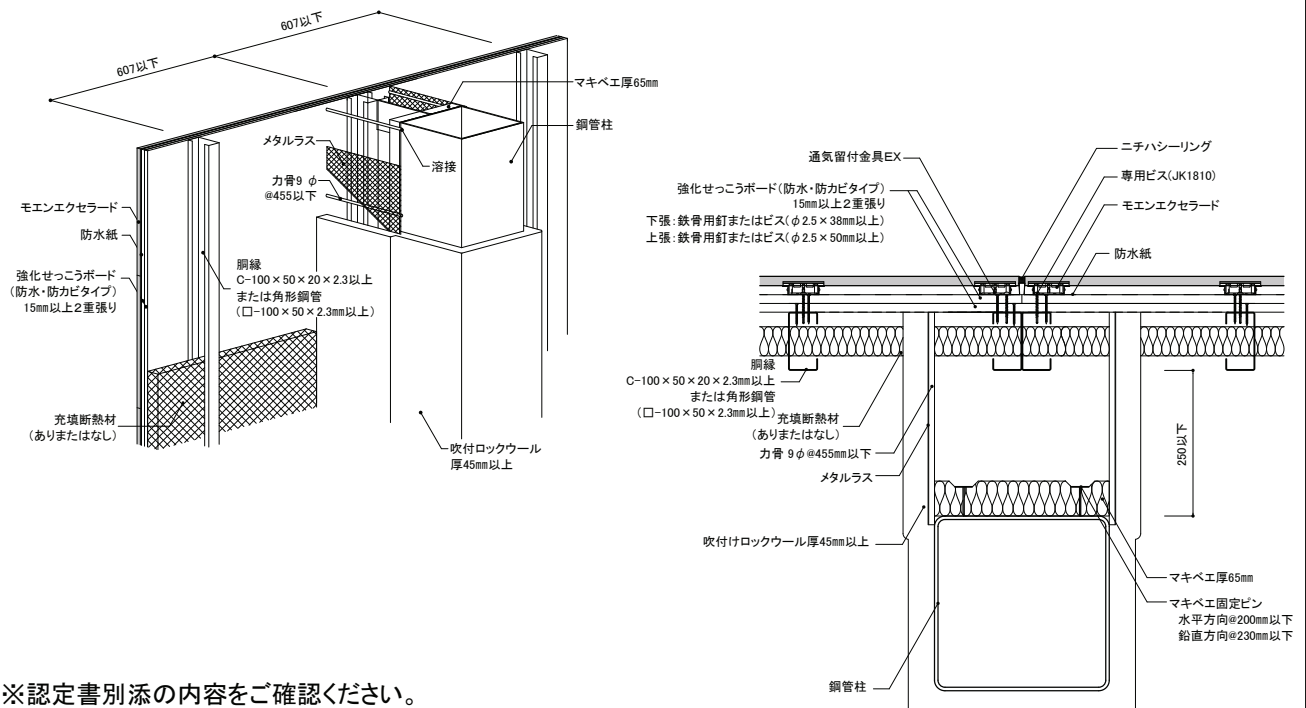 607以下
607以下
マキベエ厚65mm
鋼管柱
メタルラス
溶接
力骨9 φ
@455以下
モエンエクセラード
防水紙
強化せっこうボード
(防水・防カビタイプ)
15mm以上2重張り
胴縁
C-100×50×20×2.3以上
または角形鋼管
(□-100×50×2.3mm以上)
充填断熱材
(ありまたはなし)
吹付ロックウール
厚45mm以上
通気留付金具EX
強化せっこうボード(防水・防カビタイプ)
15mm以上2重張り
下張:鉄骨用釘またはビス(φ2.5×38mm以上)
上張:鉄骨用釘またはビス(φ2.5×50mm以上)
ニチハシーリング
専用ビス(JK1810)
モエンエクセラード
防水紙
胴縁
C-100×50×20×2.3mm以上
または角形鋼管
(□-100×50×2.3mm以上)
充填断熱材
(ありまたはなし)
力骨 9φ@455mm以下
メタルラス
250以下
吹付けロックウール厚45mm以上
マキベエ厚65mm
マキベエ固定ピン
水平方向@200mm以下
鉛直方向@230mm以下
鋼管柱
※認定書別添の内容をご確認ください。